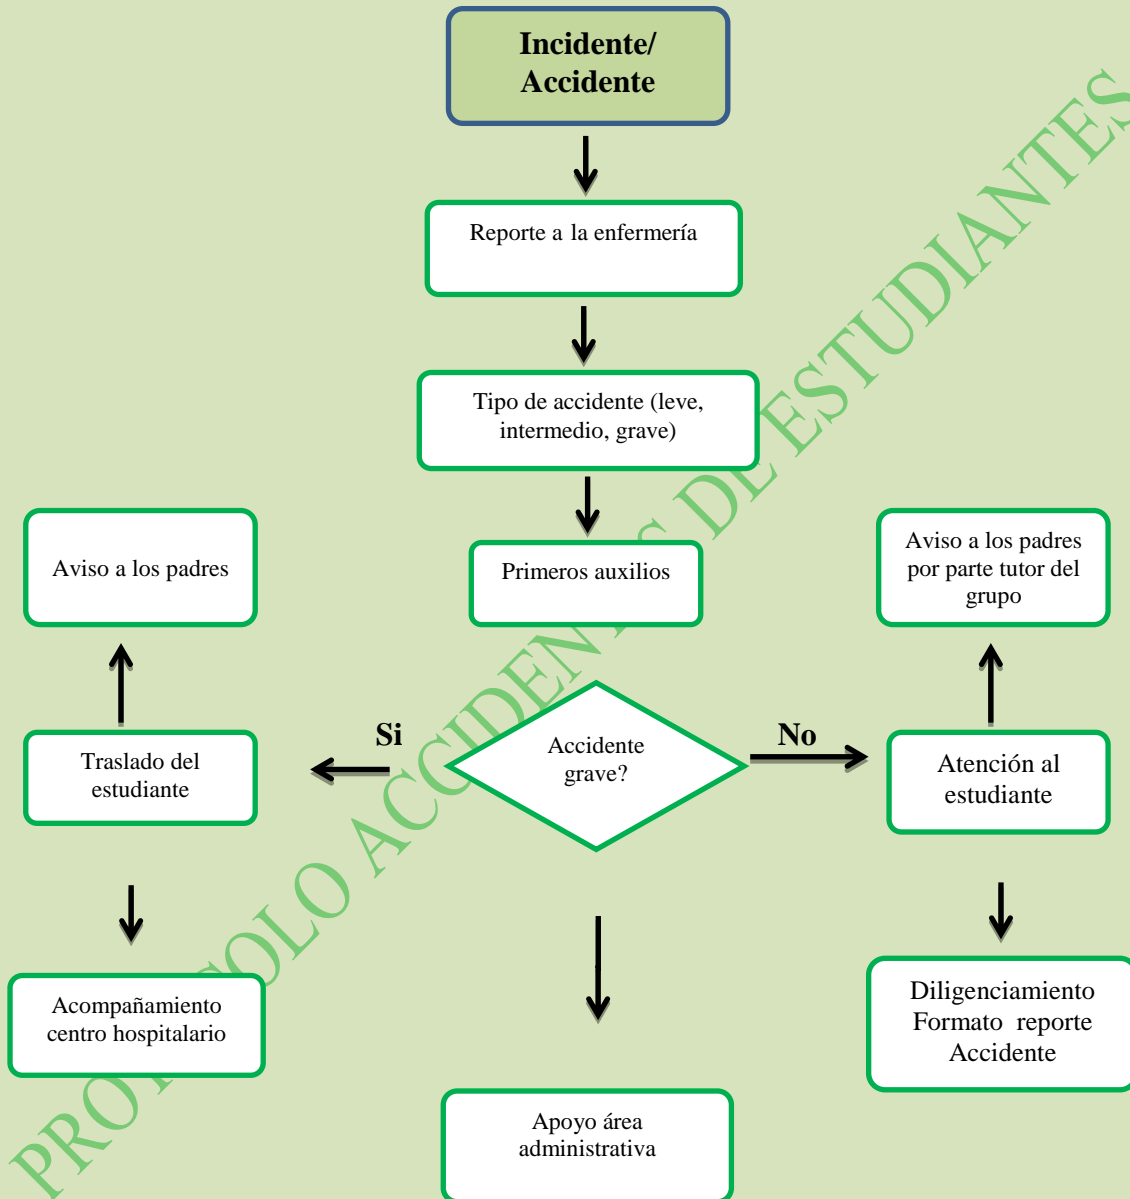 Incidente/
Accidente
Reporte a la enfermería
Tipo de accidente (leve,
intermedio, grave)
Primeros auxilios
Aviso a los padres
Aviso a los padres
por parte tutor del
grupo
Si
Accidente
grave?
No
Traslado del
estudiante
Atención al
estudiante
Acompañamiento
centro hospitalario
Diligenciamiento
Formato reporte
Accidente
Apoyo área
administrativa
PROTOCOLO ACCIDENTES DE ESTUDIANTES